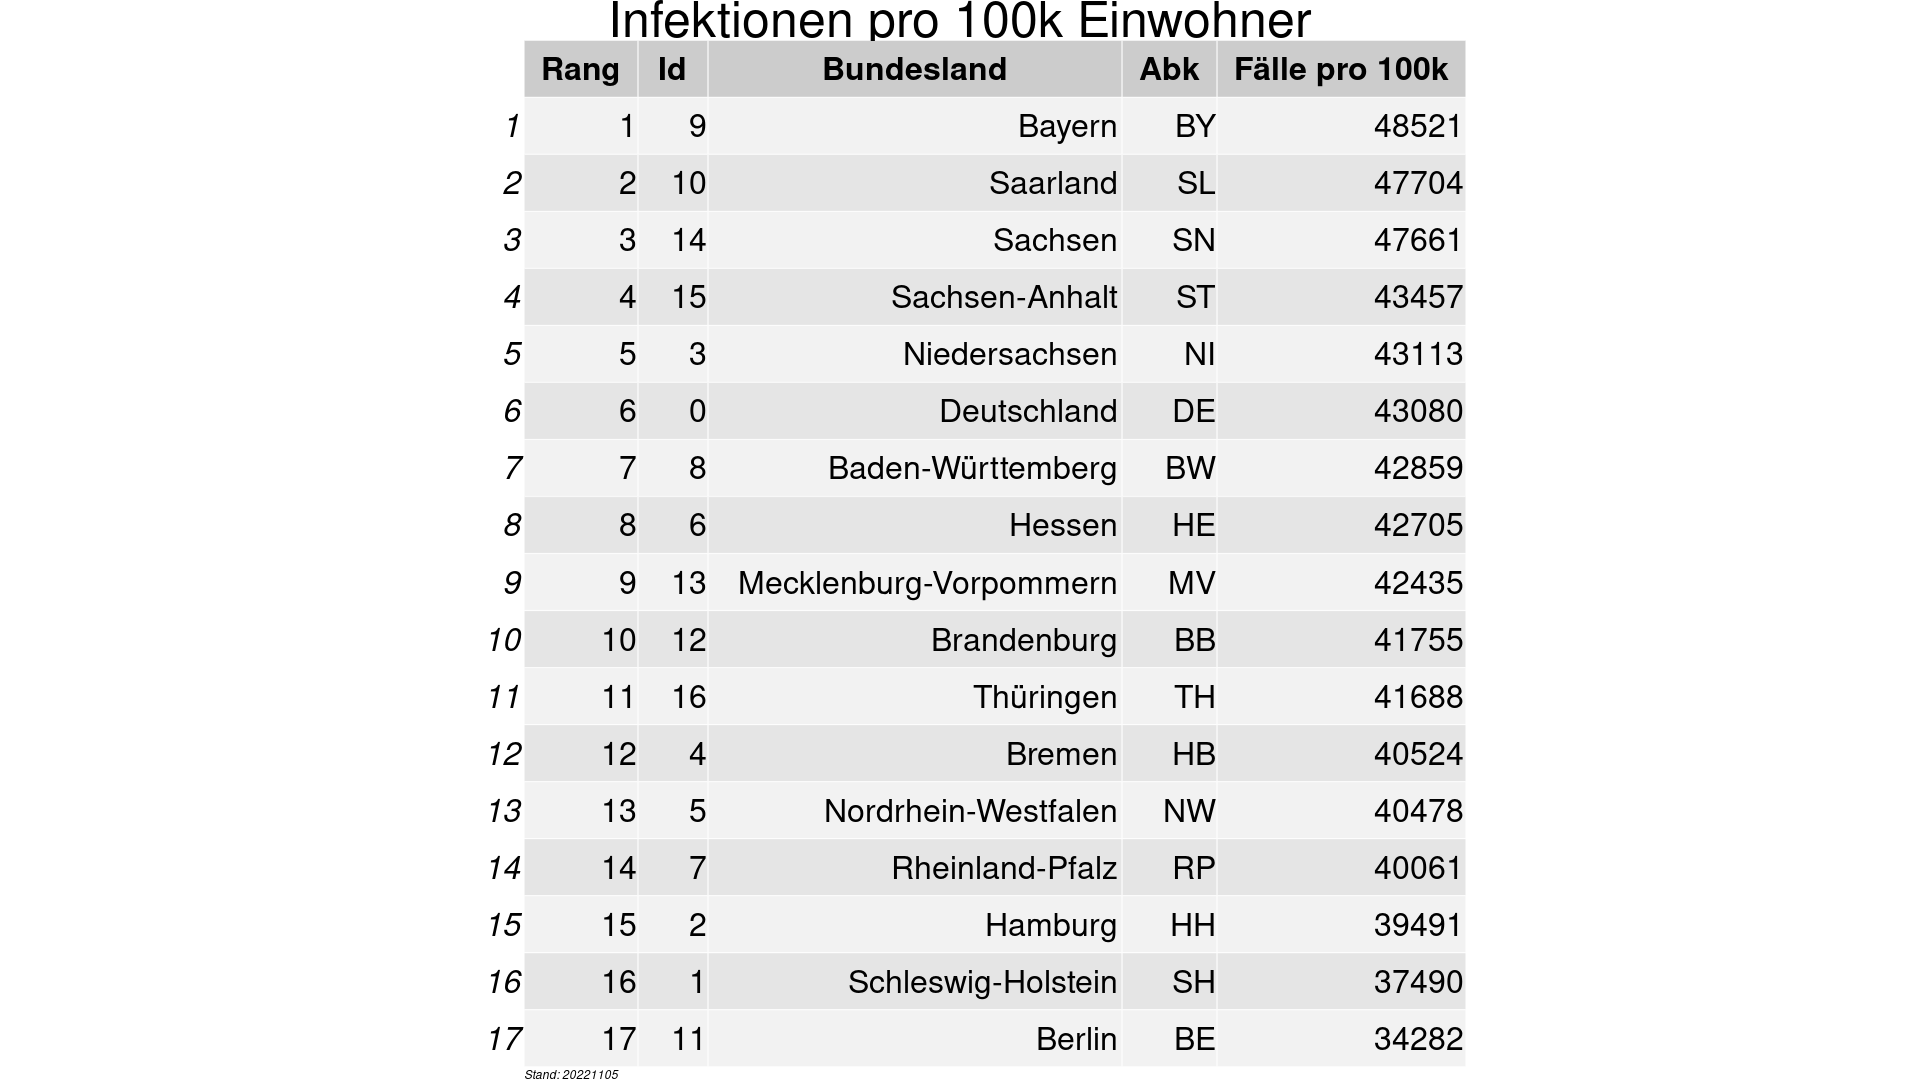 Infektionen pro 100k Einwohner
Rang Id Bundesland Abk Fälle pro 100k
1 1 9 Bayern BY 48521
2 2 10 Saarland SL 47704
3 3 14 Sachsen SN 47661
4 4 15 Sachsen-Anhalt ST 43457
5 5 3 Niedersachsen NI 43113
6 6 0 Deutschland DE 43080
7 7 8 Baden-Württemberg BW 42859
8 8 6 Hessen HE 42705
9 9 13 Mecklenburg-Vorpommern MV 42435
10 10 12 Brandenburg BB 41755
11 11 16 Thüringen TH 41688
12 12 4 Bremen HB 40524
13 13 5 Nordrhein-Westfalen NW 40478
14 14 7 Rheinland-Pfalz RP 40061
15 15 2 Hamburg HH 39491
16 16 1 Schleswig-Holstein SH 37490
17 17 11 Berlin BE 34282
Stand: 20221105